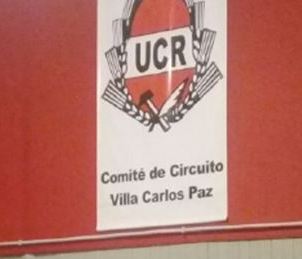 UCR
Comité de Circuito
Villa Carlos Paz